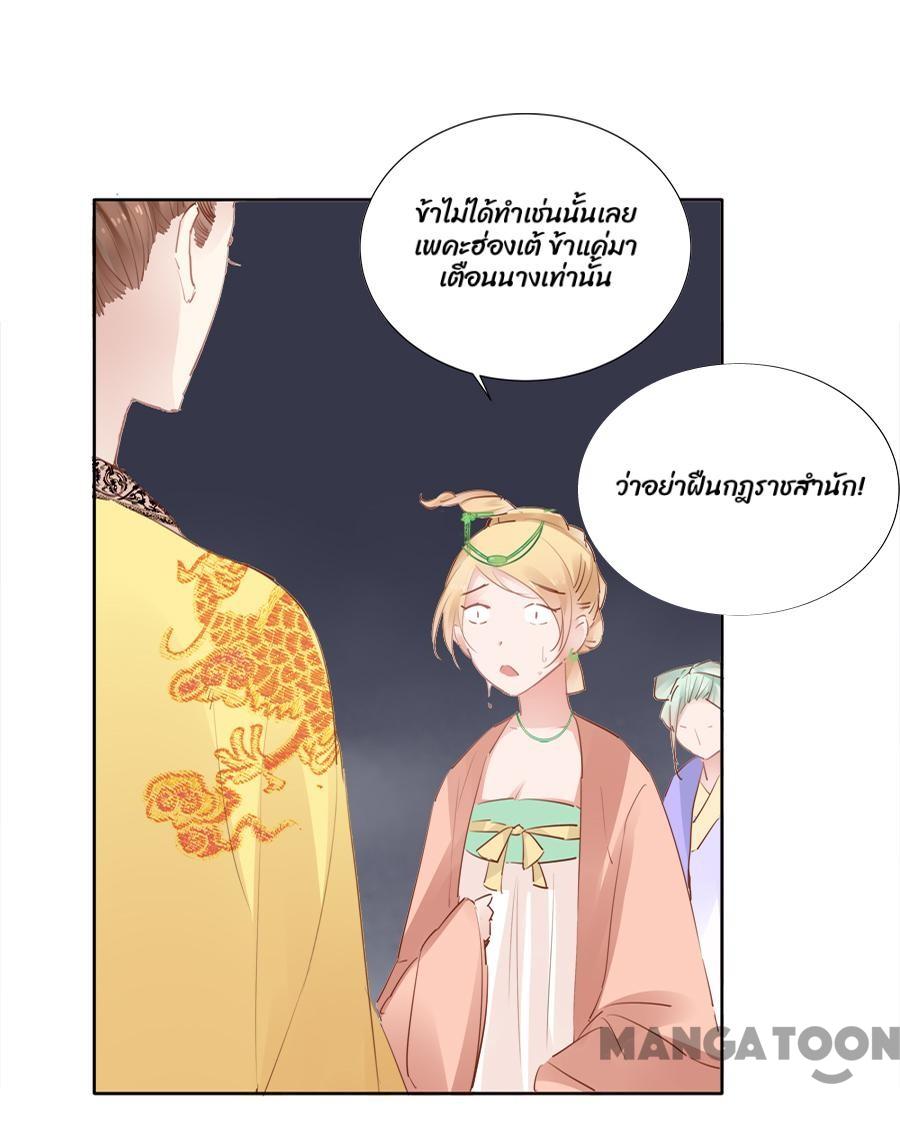 ข้าไม่ได้ทำเช่นนั้นเลย
เพคะฮ่องเต้ ข้าแค่มา
เตือนนางเท่านั้น
ว่าอย่าฝืนกฎราชสำนัก!
MANGATOON